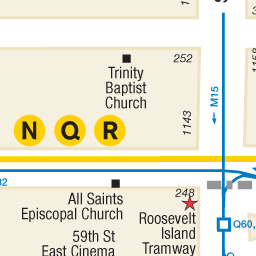 252
Trinity
Baptist
Church
1143
1158
M15
N Q R
All Saints
Episcopal Church
248
59th St
East Cinema
Roosevelt
Island
Tramway
Q60,